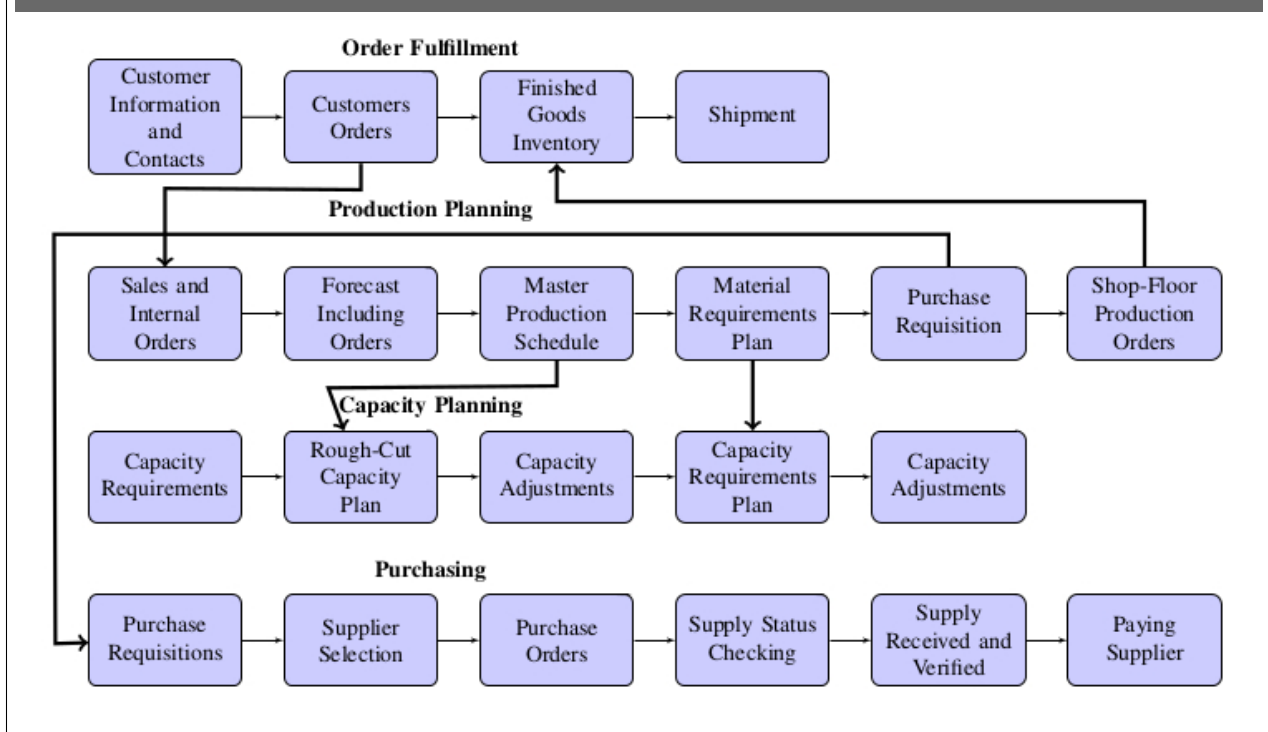 Order Fulfillment
Customer
Information
and
Contacts
Customers
Orders
Finished
Goods
Inventory
Shipment
Production Planning
Sales and
Internal
Orders
Forecast
Including
Orders
Master
Production
Schedule
Material
Requirements
Plan
Purchase
Requisition
Shop-Floor
Production
Orders
Capacity Planning
Capacity
Requirements
Rough-Cut
Capacity
Plan
Capacity
Adjustments
Capacity
Requirements
Plan
Capacity
Adjustments
Purchasing
Purchase
Requisitions
Supplier
Selection
Purchase
Orders
Supply Status
Checking
Supply
Received and
Verified
Paying
Supplier